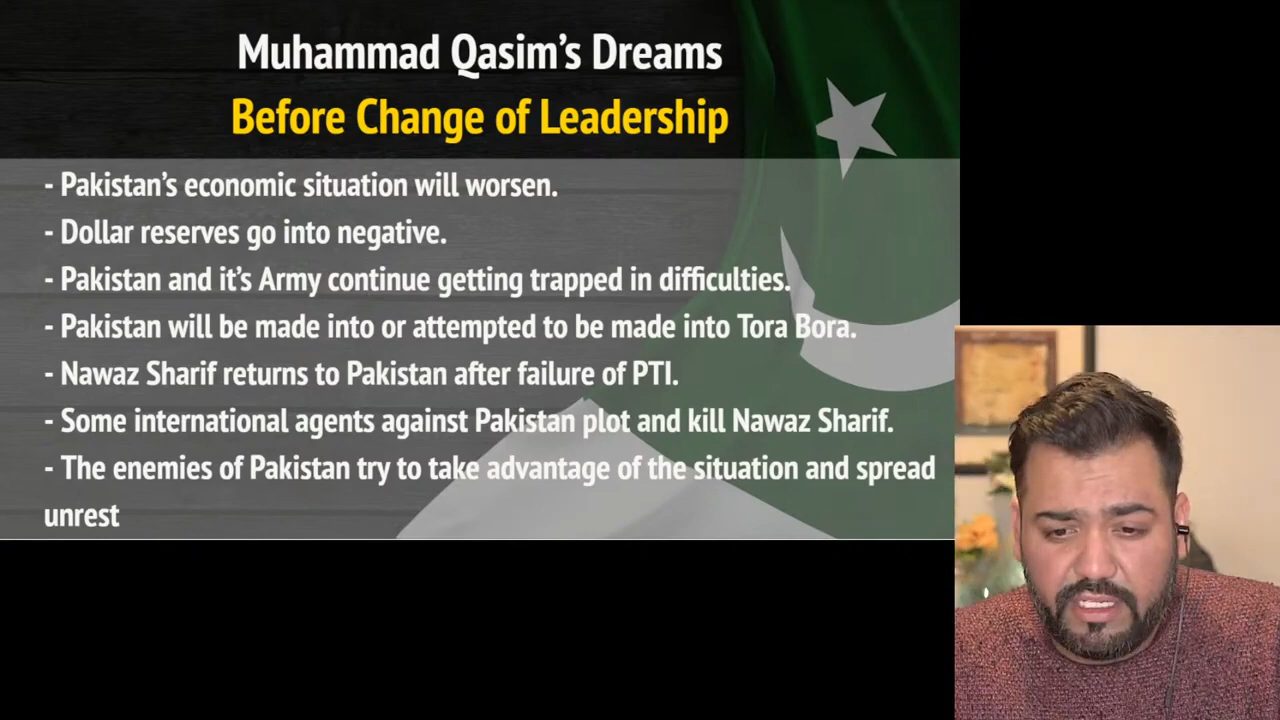 Muhammad Qasim's Dreams
Before Change of Leadership
- Pakistan's economic situation will worsen.
- Dollar reserves go into negative.
- Pakistan and it's Army continue getting trapped in difficulties.
- Pakistan will be made into or attempted to be made into Tora Bora.
- Nawaz Sharif returns to Pakistan after failure of PTI.
- Some international agents against Pakistan plot and kill Nawaz Sharif.
- The enemies of Pakistan try to take advantage of the situation and spread
unrest